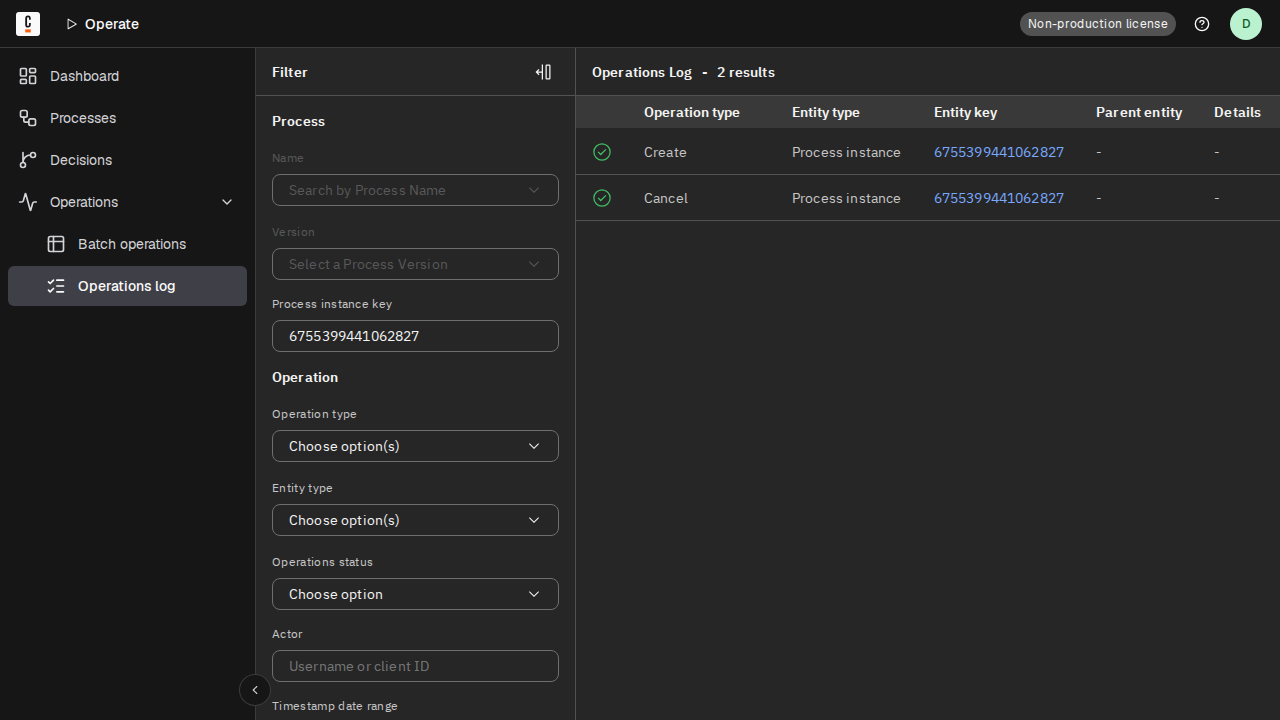 Operate
Non-production license
D
Dashboard
Processes
Decisions
Operations
Batch operations
Operations log
Filter
Process
Name
Search by Process Name
Version
Select a Process Version
Process instance key
6755399441062827
Operation
Operation type
Choose option(s)
Entity type
Choose option(s)
Operations status
Choose option
Actor
Username or client ID
Timestamp date range
Operations Log - 2 results
Operation type Entity type Entity key Parent entity Details
Create Process instance 6755399441062827 - -
Cancel Process instance 6755399441062827 - -